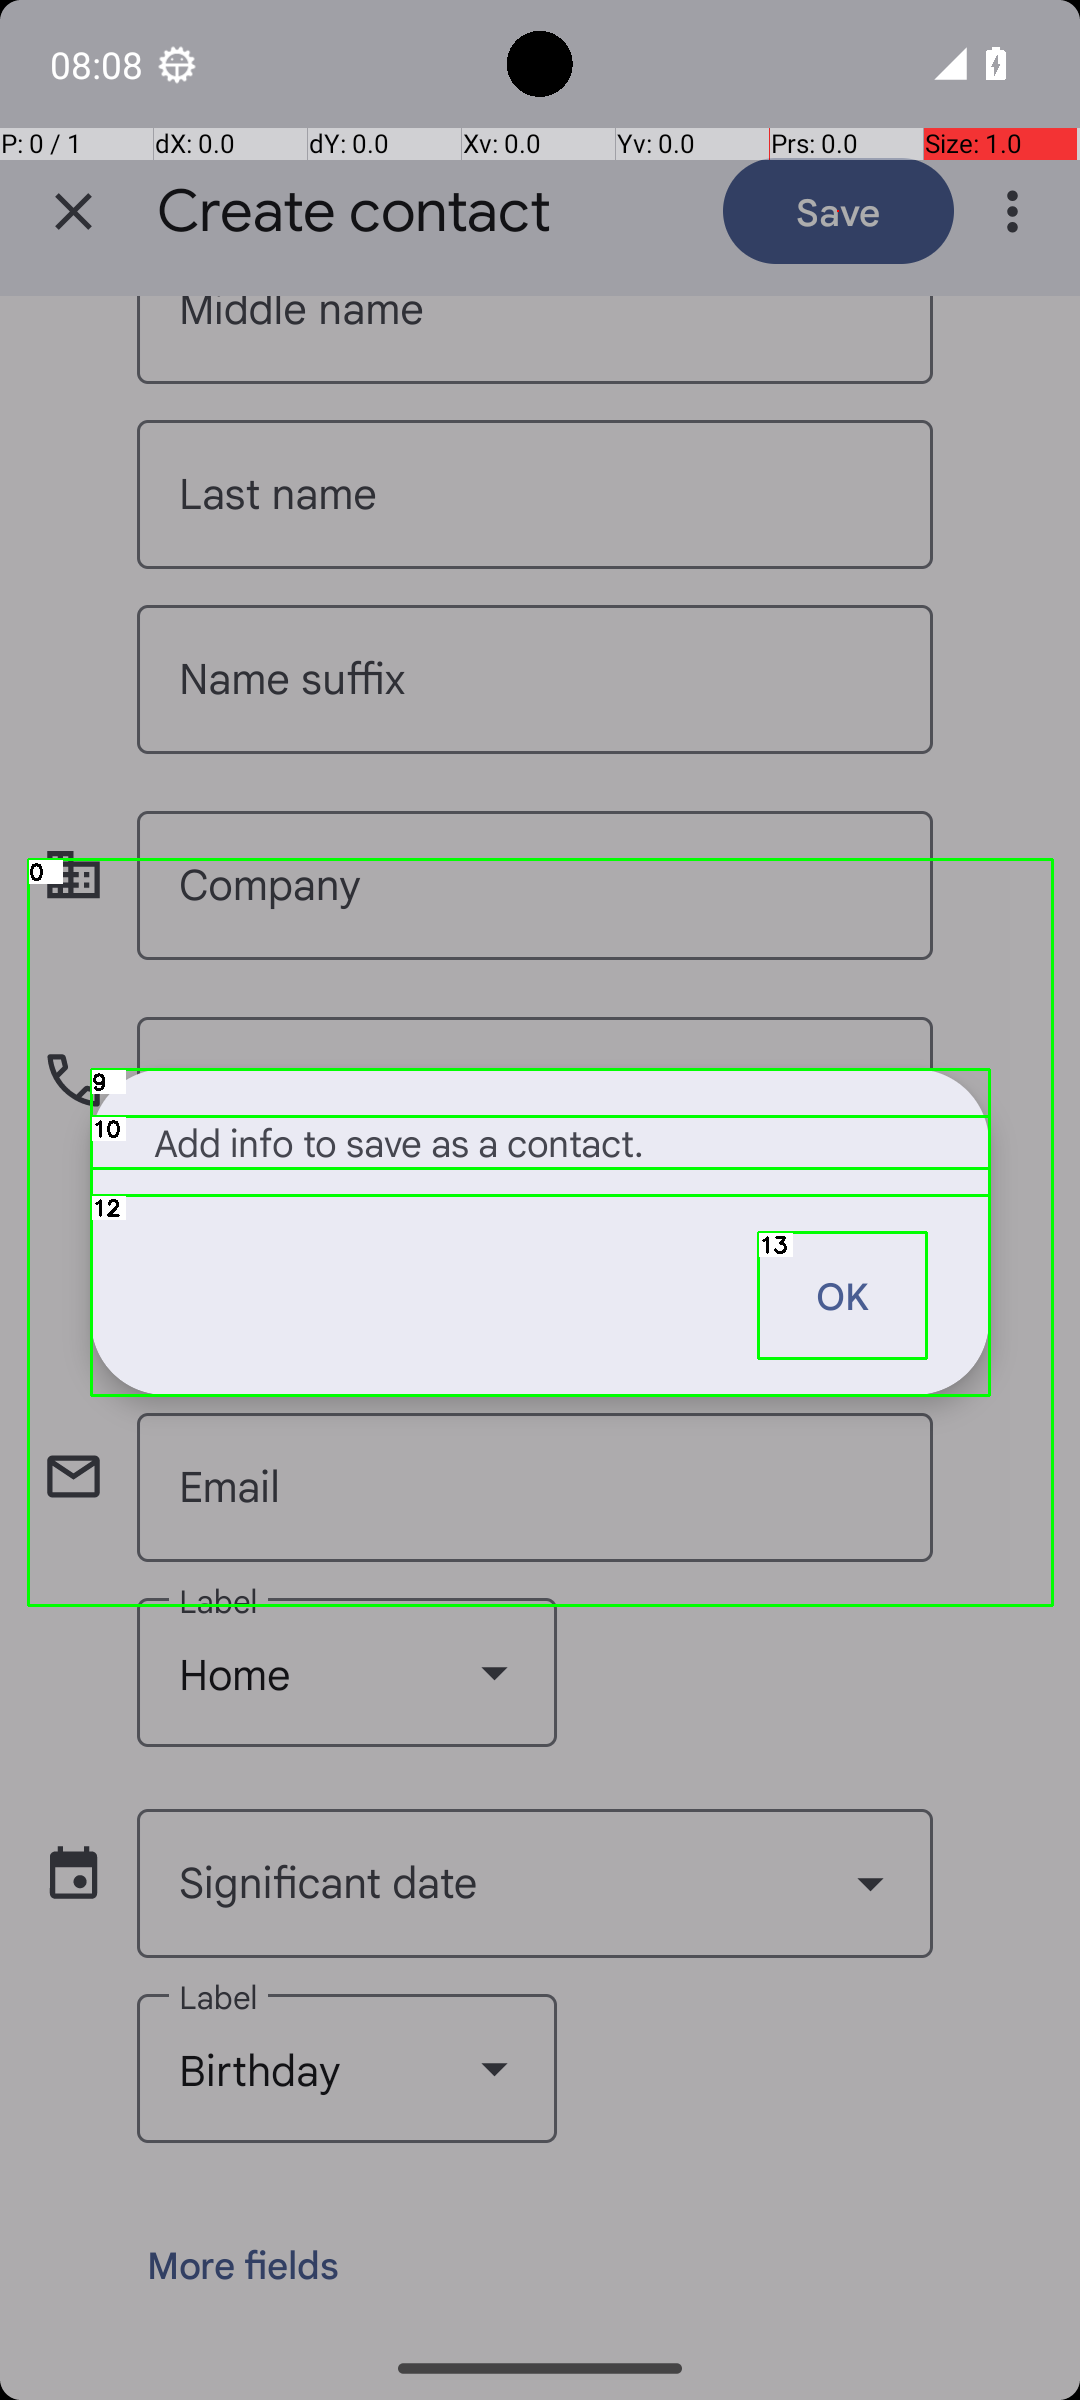 08:08
P: 0 / 1 dX: 0.0 dY: 0.0 Xv: 0.0 Yv: 0.0 Prs: 0.0 Size: 1.0
Create contact Save
Middle name
Last name
Name suffix
0
Company
9
10 Add info to save as a contact.
12
13
OK
Email
Label
Home
Significant date
Label
Birthday
More fields